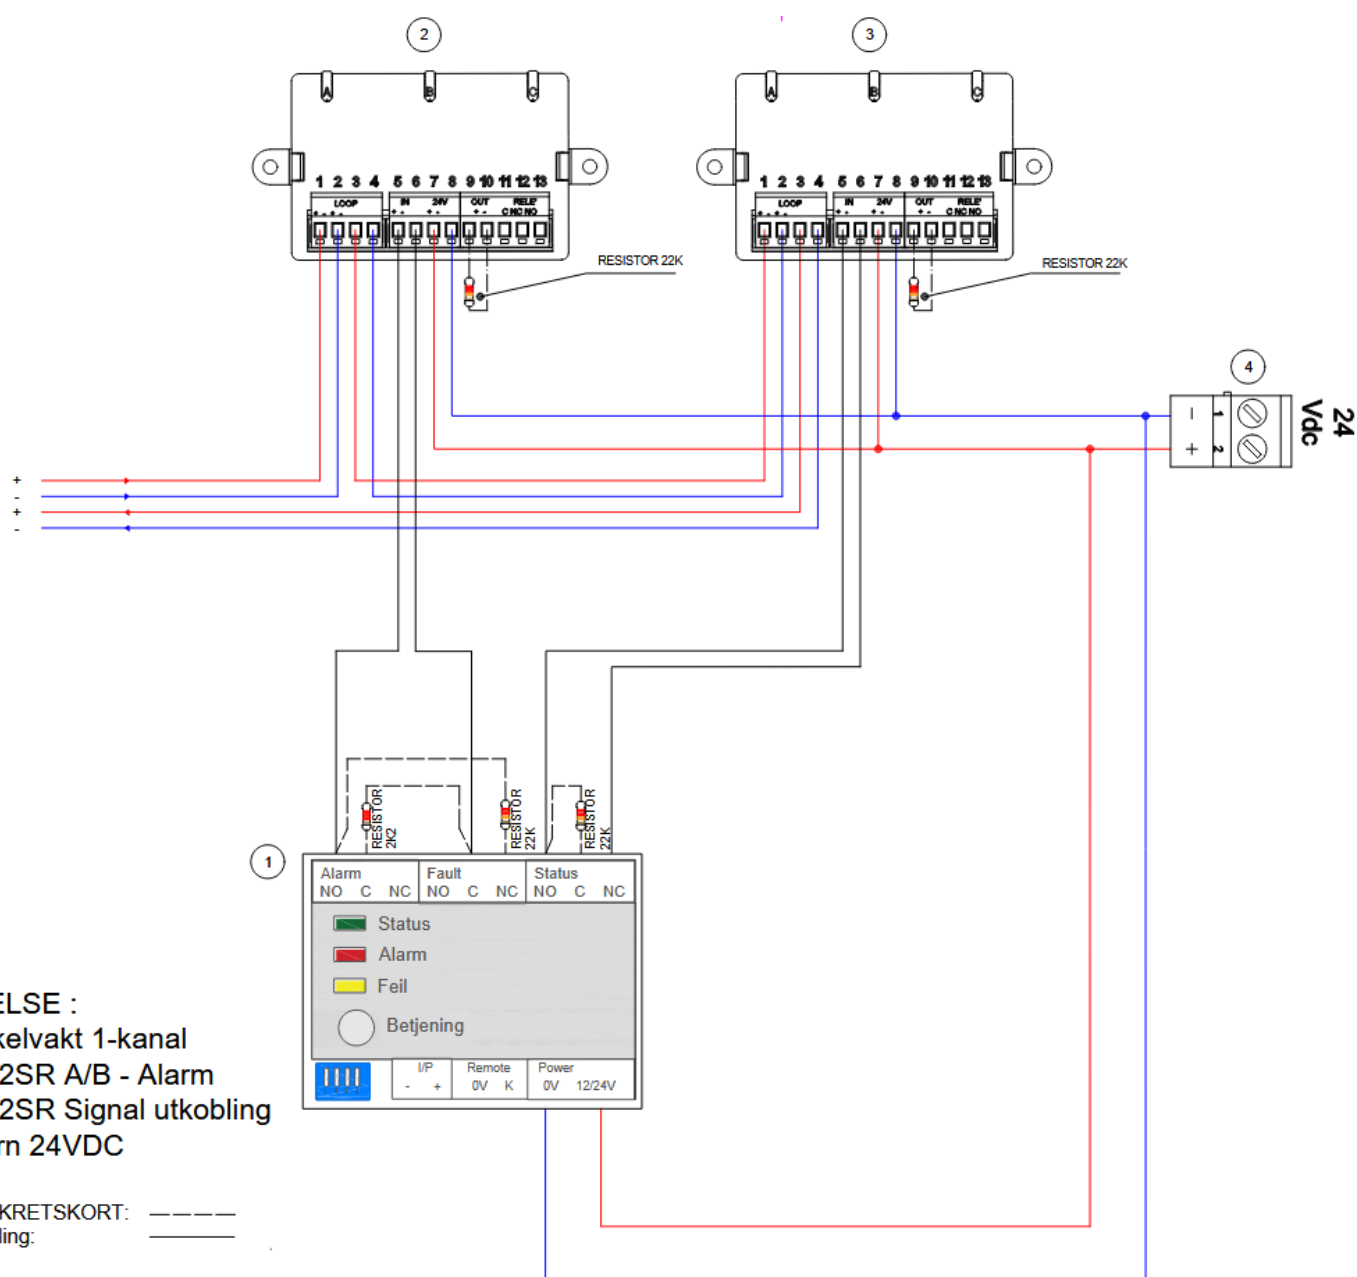 2
3
A B C
A B C
1 2 3 4 5 6 7 8 9 10 11 12 13
LOOP IN 24V OUT RELE'
+ - + - + - + - + - C NC NO
1 2 3 4 5 6 7 8 9 10 11 12 13
LOOP IN 24V OUT RELE'
+ - + - + - + - + - C NC NO
RESISTOR 22K
RESISTOR 22K
4
- 1
+ 2
24
Vdc
+
-
+
-
RESISTOR
2K2
RESISTOR
22K
RESISTOR
22K
1
Alarm Fault Status
NO C NC NO C NC NO C NC
Status
Alarm
Feil
Betjening
I/P Remote Power
- + 0V K 0V 12/24V
ELSE :
kelvakt 1-kanal
2SR A/B - Alarm
2SR Signal utkobling
rn 24VDC
KRETSKORT:
ling: